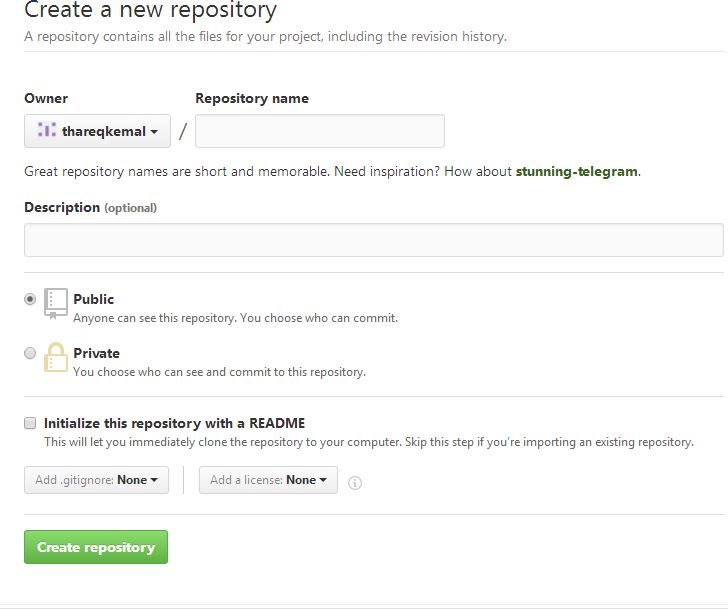 Create a new repository
A repository contains all the files for your project, including the revision history.
Owner
Repository name
thareqkemal
/
Great repository names are short and memorable. Need inspiration? How about stunning-telegram.
Description (optional)
Public
Anyone can see this repository. You choose who can commit.
Private
You choose who can see and commit to this repository.
Initialize this repository with a README
This will let you immediately clone the repository to your computer. Skip this step if you're importing an existing repository.
Add .gitignore: None
Add a license: None
Create repository